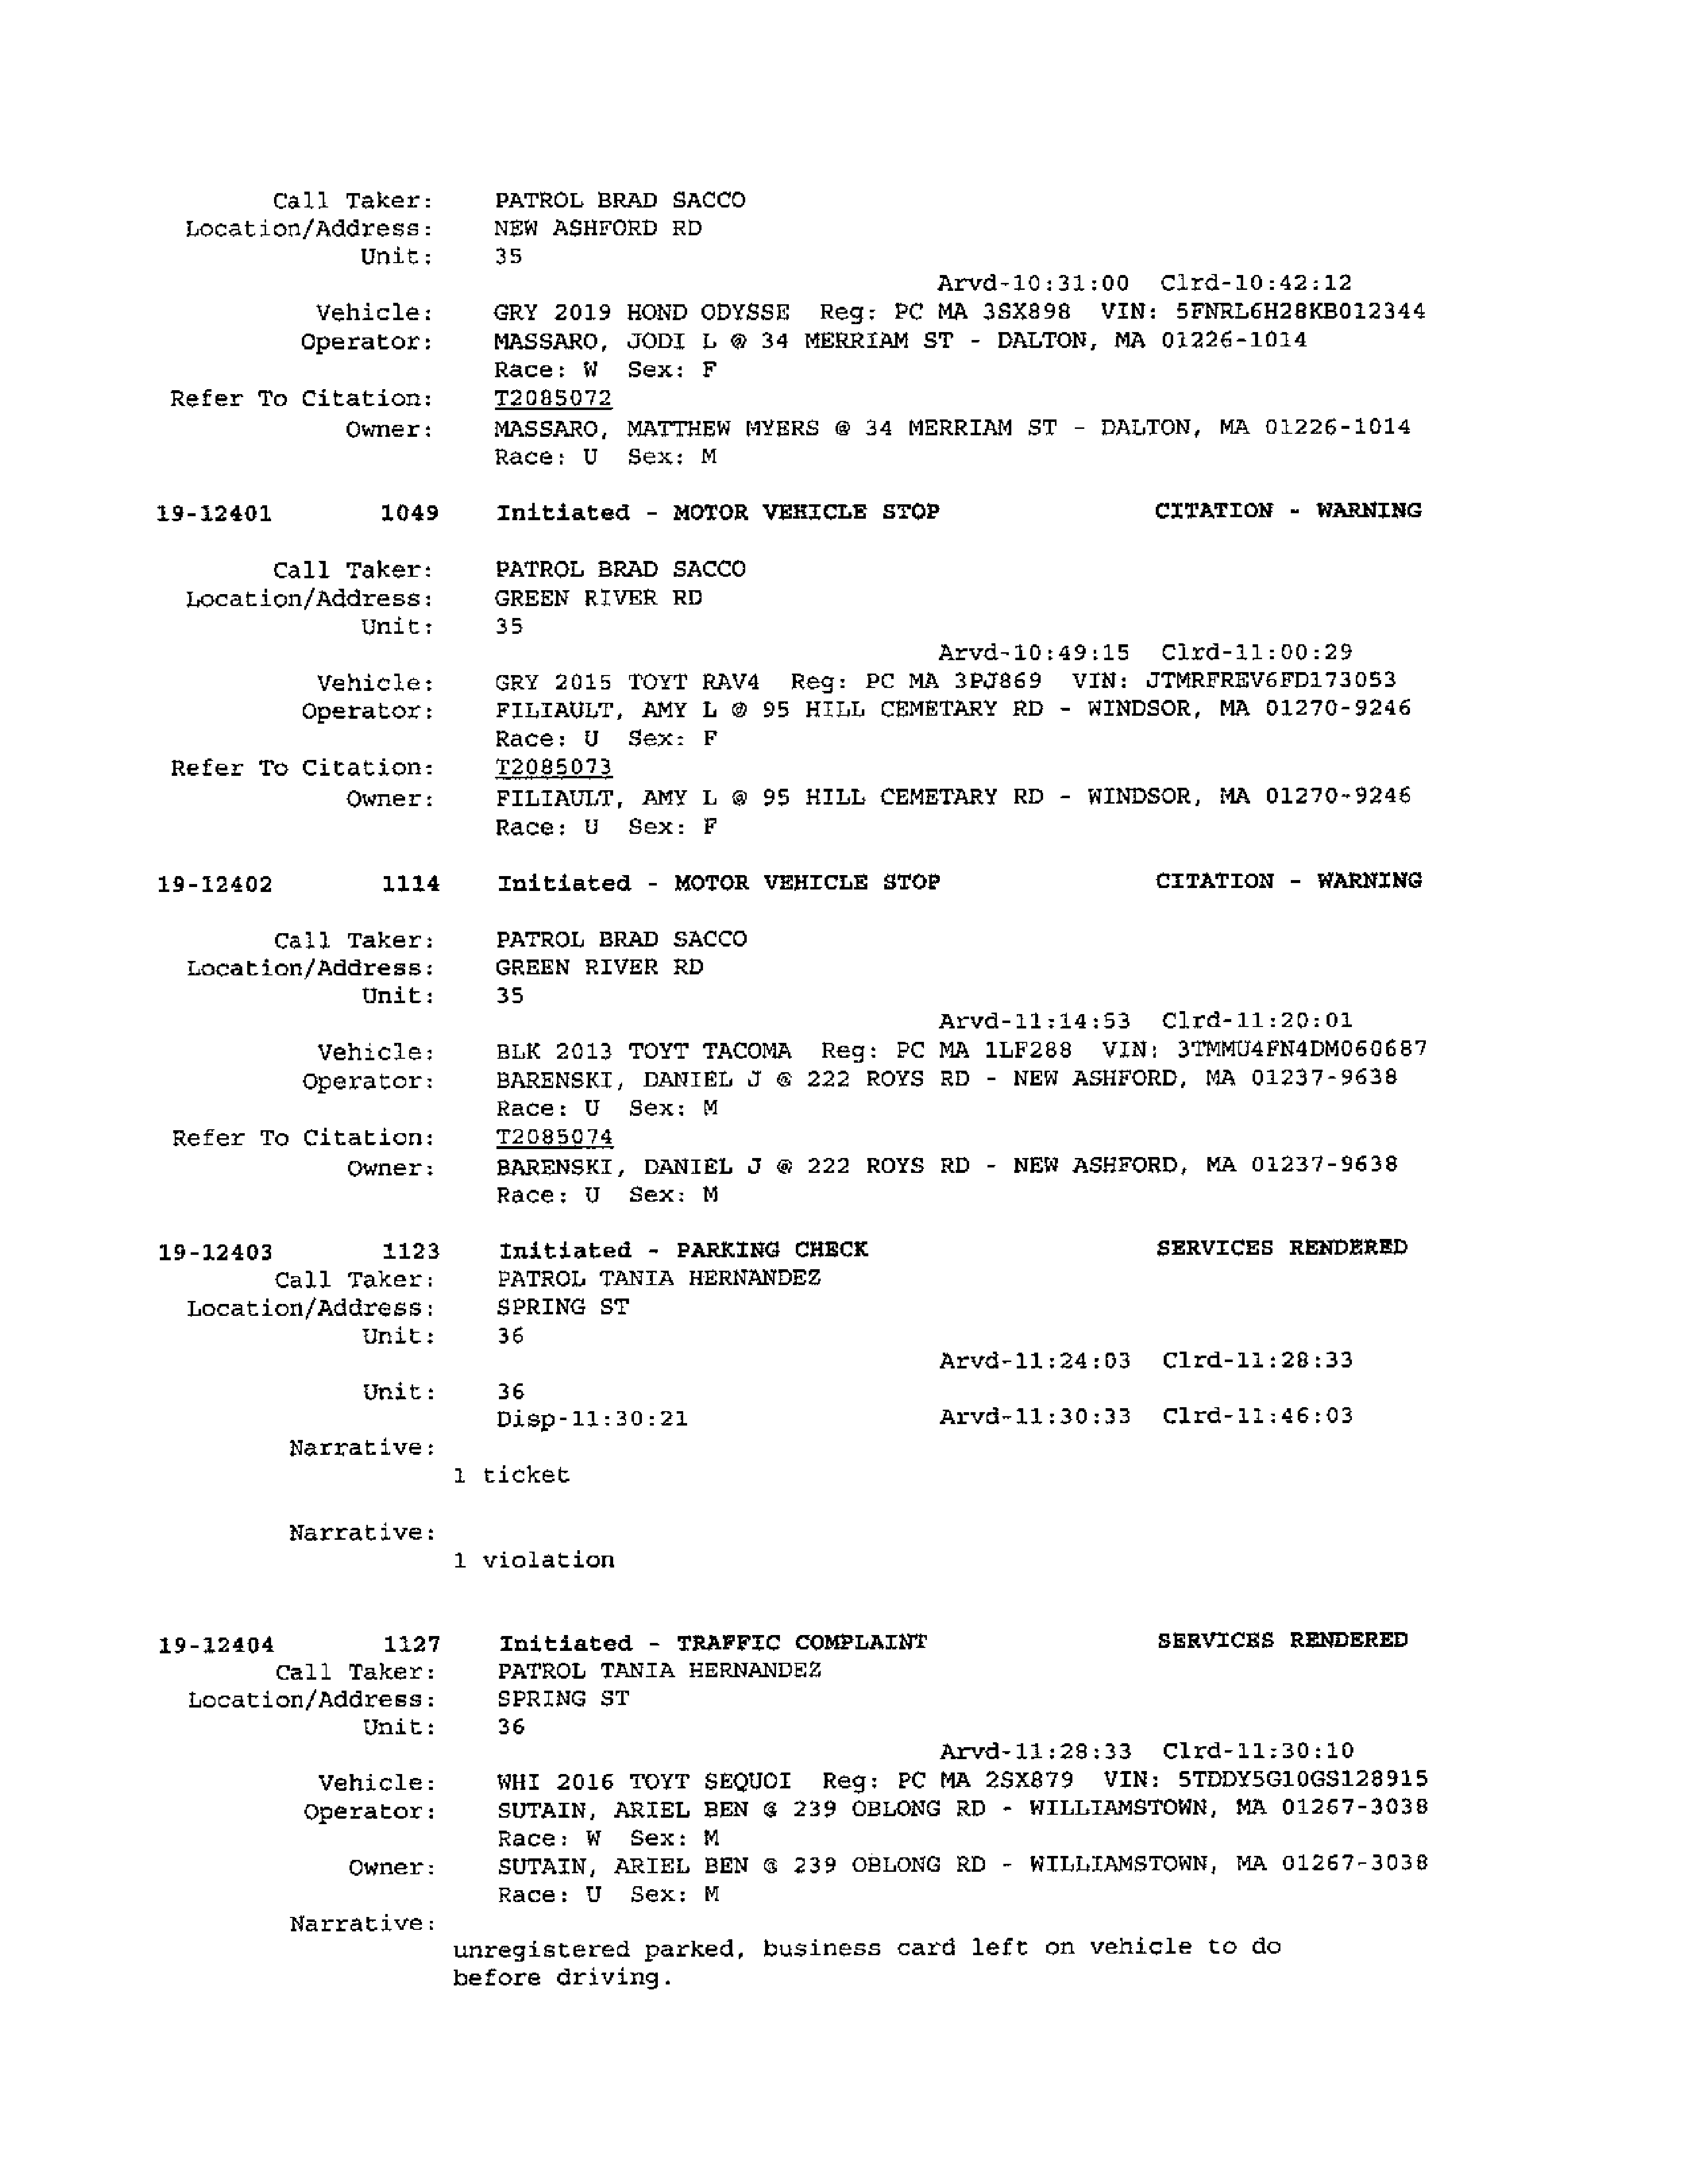 Call Taker: PATROL BRAD SACCO
Location/Address: NEW ASHFORD RD
Unit: 35
Arvd-10:31:00 Clrd-10:42:12
Vehicle: GRY 2019 HOND ODYSSE Reg: PC MA 3SX898 VIN: 5FNRL6H28KB012344
Operator: MASSARO, JODI L @ 34 MERRIAM ST - DALTON, MA 01226-1014
Race: W Sex: F
Refer To Citation: T2085072
Owner: MASSARO, MATTHEW MYERS @ 34 MERRIAM ST - DALTON, MA 01226-1014
Race: U Sex: M
19-12401 1049 Initiated - MOTOR VEHICLE STOP CITATION - WARNING
Call Taker: PATROL BRAD SACCO
Location/Address: GREEN RIVER RD
Unit: 35
Arvd-10:49:15 Clrd-11:00:29
Vehicle: GRY 2015 TOYT RAV4 Reg: PC MA 3PJ869 VIN: JTMRFREV6FD173053
Operator: FILIAULT, AMY L @ 95 HILL CEMETARY RD - WINDSOR, MA 01270-9246
Race: U Sex: F
Refer To Citation: T2085073
Owner: FILIAULT, AMY L @ 95 HILL CEMETARY RD - WINDSOR, MA 01270-9246
Race: U Sex: F
19-12402 1114 Initiated - MOTOR VEHICLE STOP CITATION - WARNING
Call Taker: PATROL BRAD SACCO
Location/Address: GREEN RIVER RD
Unit: 35
Arvd-11:14:53 Clrd-11:20:01
Vehicle: BLK 2013 TOYT TACOMA Reg: PC MA 1LF288 VIN: 3TMMU4FN4DM060687
Operator: BARENSKI, DANIEL J @ 222 ROYS RD - NEW ASHFORD, MA 01237-9638
Race: U Sex: M
Refer To Citation: T2085074
Owner: BARENSKI, DANIEL J @ 222 ROYS RD - NEW ASHFORD, MA 01237-9638
Race: U Sex: M
19-12403 1123 Initiated - PARKING CHECK SERVICES RENDERED
Call Taker: PATROL TANIA HERNANDEZ
Location/Address: SPRING ST
Unit: 36
Arvd-11:24:03 Clrd-11:28:33
Unit: 36
Disp-11:30:21 Arvd-11:30:33 Clrd-11:46:03
Narrative:
1 ticket
Narrative:
1 violation
19-12404 1127 Initiated - TRAFFIC COMPLAINT SERVICES RENDERED
Call Taker: PATROL TANIA HERNANDEZ
Location/Address: SPRING ST
Unit: 36
Arvd-11:28:33 Clrd-11:30:10
Vehicle: WHI 2016 TOYT SEQUOI Reg: PC MA 2SX879 VIN: 5TDDY5G10GS128915
Operator: SUTAIN, ARIEL BEN @ 239 OBLONG RD - WILLIAMSTOWN, MA 01267-3038
Race: W Sex: M
Owner: SUTAIN, ARIEL BEN @ 239 OBLONG RD - WILLIAMSTOWN, MA 01267-3038
Race: U Sex: M
Narrative:
unregistered parked, business card left on vehicle to do
before driving.